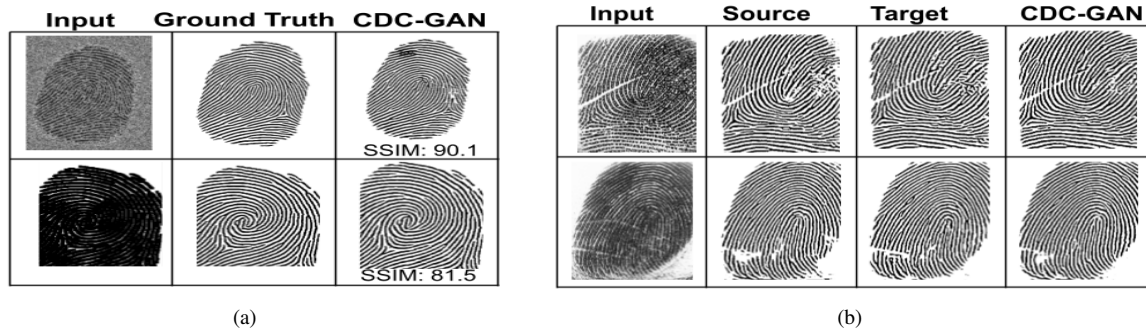 Input Ground Truth CDC-GAN
SSIM: 90.1
SSIM: 81.5
(a)
Input Source Target CDC-GAN
(b)